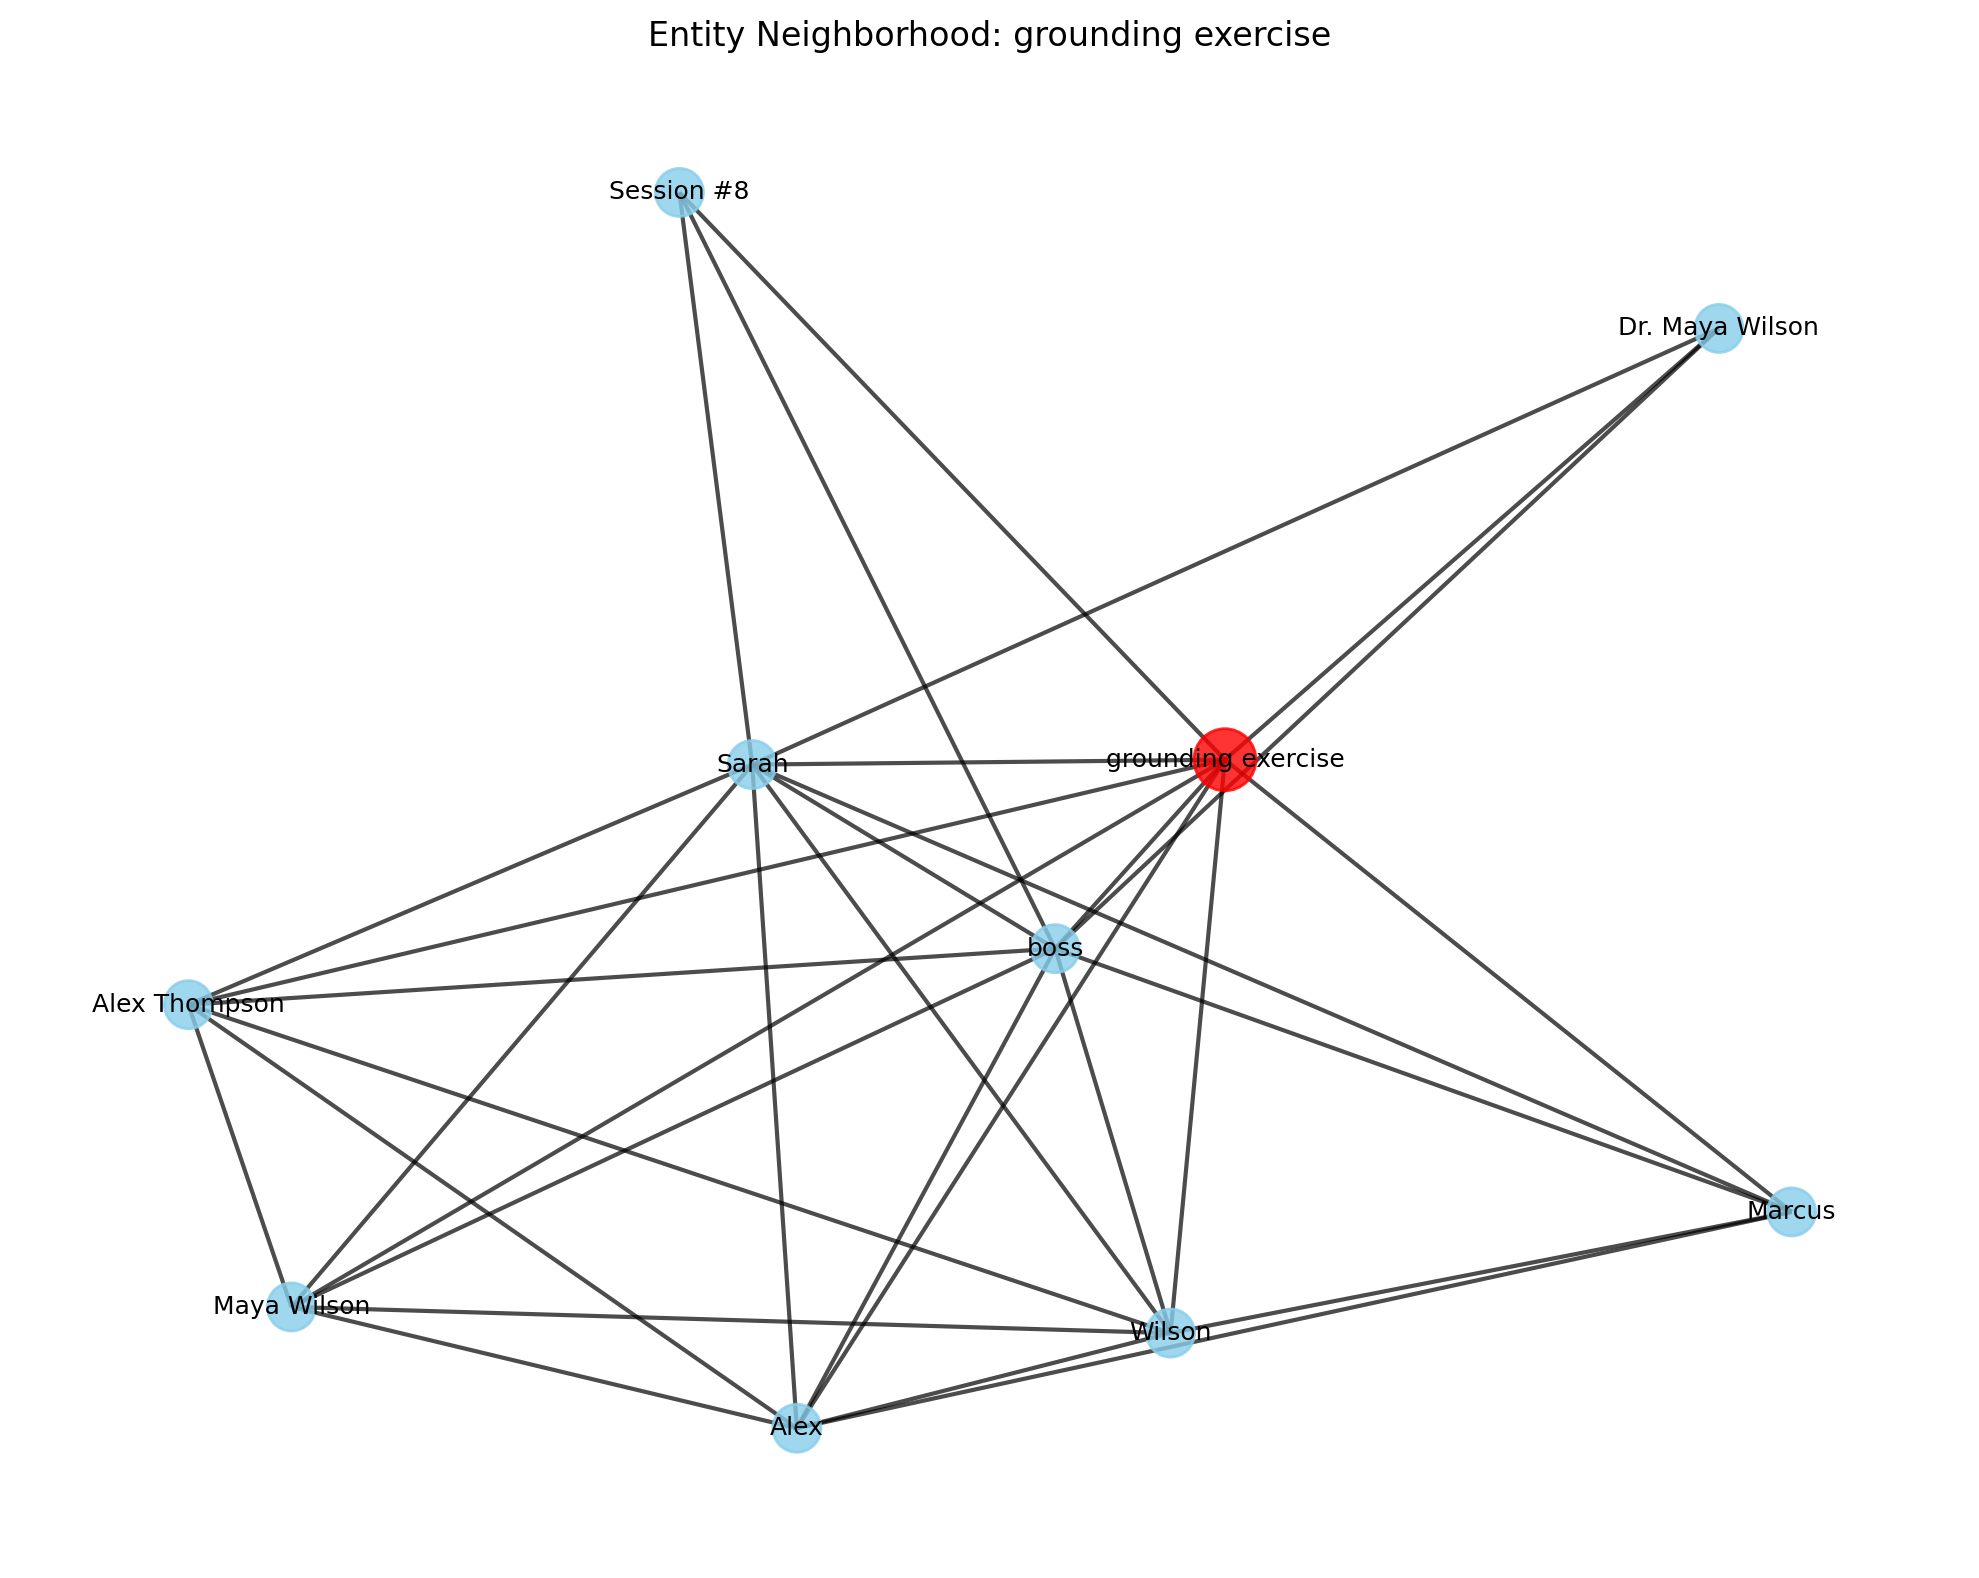 Entity Neighborhood: grounding exercise
Session #8
Dr. Maya Wilson
Sarah
grounding exercise
boss
Alex Thompson
Marcus
Maya Wilson
Wilson
Alex